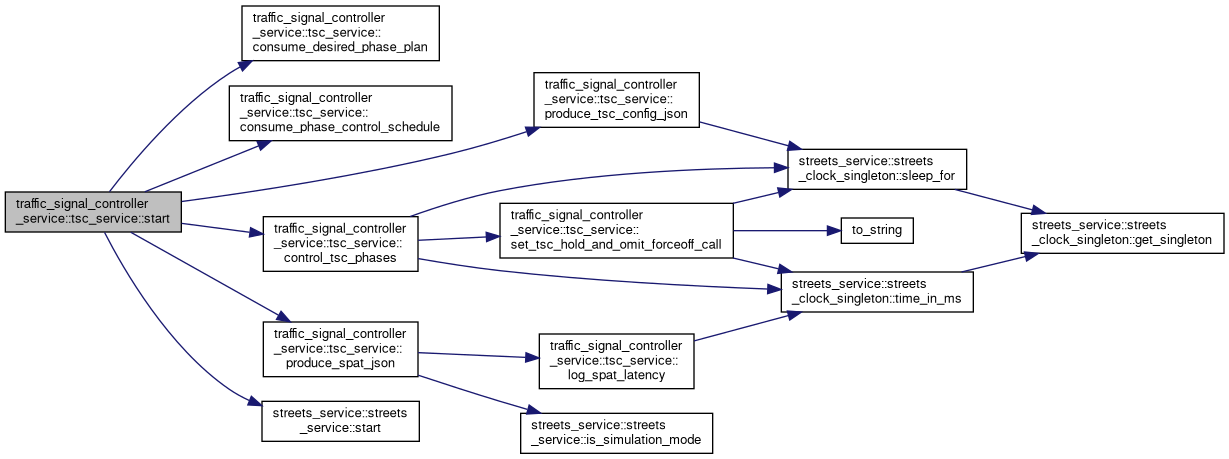 traffic_signal_controller
_service::tsc_service::start
traffic_signal_controller
_service::tsc_service::
consume_desired_phase_plan
traffic_signal_controller
_service::tsc_service::
consume_phase_control_schedule
traffic_signal_controller
_service::tsc_service::
control_tsc_phases
traffic_signal_controller
_service::tsc_service::
produce_spat_json
streets_service::streets
_service::start
traffic_signal_controller
_service::tsc_service::
produce_tsc_config_json
traffic_signal_controller
_service::tsc_service::
set_tsc_hold_and_omit_forceoff_call
traffic_signal_controller
_service::tsc_service::
log_spat_latency
streets_service::streets
_service::is_simulation_mode
streets_service::streets
_clock_singleton::sleep_for
to_string
streets_service::streets
_clock_singleton::time_in_ms
streets_service::streets
_clock_singleton::get_singleton